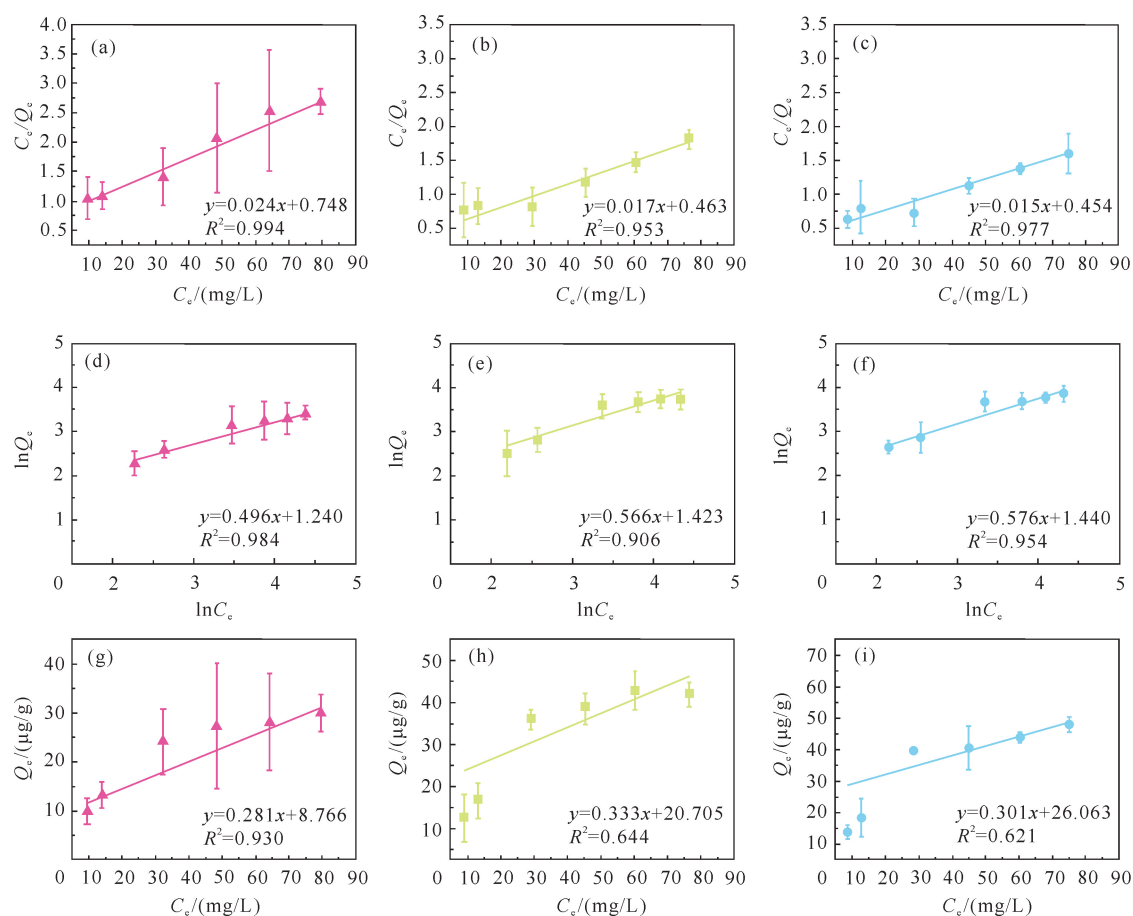 (a)
4.0
3.5
3.0
2.5
2.0
1.5
1.0
0.5
Cₑ/Qₑ
y=0.024x+0.748
R²=0.994
10 20 30 40 50 60 70 80 90
Cₑ/(mg/L)
(b)
3.5
3.0
2.5
2.0
1.5
1.0
0.5
Cₑ/Qₑ
y=0.017x+0.463
R²=0.953
10 20 30 40 50 60 70 80 90
Cₑ/(mg/L)
(c)
3.5
3.0
2.5
2.0
1.5
1.0
0.5
Cₑ/Qₑ
y=0.015x+0.454
R²=0.977
10 20 30 40 50 60 70 80 90
Cₑ/(mg/L)
(d)
5
4
3
2
1
lnQₑ
y=0.496x+1.240
R²=0.984
0 2 3 4 5
lnCₑ
(e)
5
4
3
2
1
lnQₑ
y=0.566x+1.423
R²=0.906
0 2 3 4 5
lnCₑ
(f)
5
4
3
2
1
lnQₑ
y=0.576x+1.440
R²=0.954
0 2 3 4 5
lnCₑ
(g)
40
30
20
10
Qₑ/(μg/g)
y=0.281x+8.766
R²=0.930
0 10 20 30 40 50 60 70 80 90
Cₑ/(mg/L)
(h)
50
40
30
20
10
Qₑ/(μg/g)
y=0.333x+20.705
R²=0.644
0 10 20 30 40 50 60 70 80 90
Cₑ/(mg/L)
(i)
70
60
50
40
30
20
10
Qₑ/(μg/g)
y=0.301x+26.063
R²=0.621
0 10 20 30 40 50 60 70 80 90
Cₑ/(mg/L)